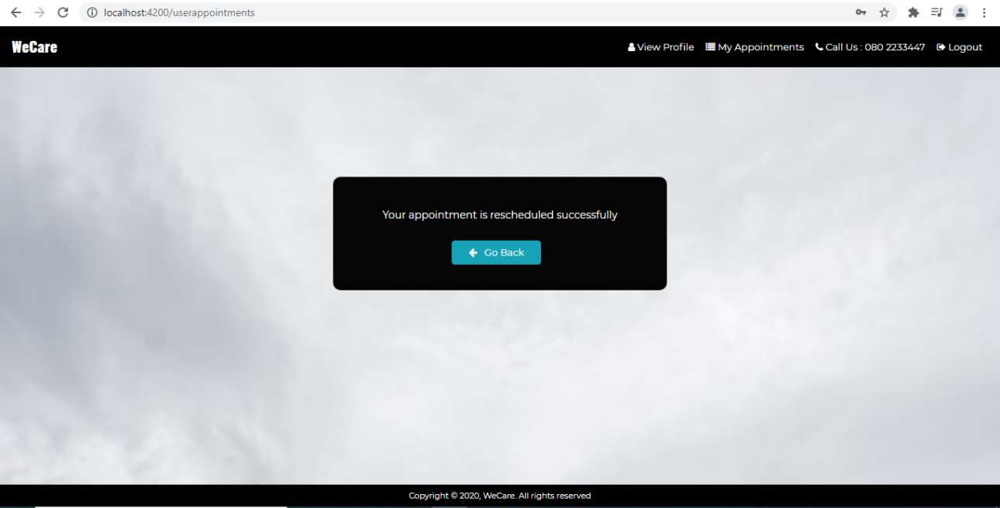 localhost:4200/userappointments
WeCare
View Profile My Appointments Call Us : 080 2233447 Logout
Your appointment is rescheduled successfully
Go Back
Copyright © 2020, WeCare. All rights reserved